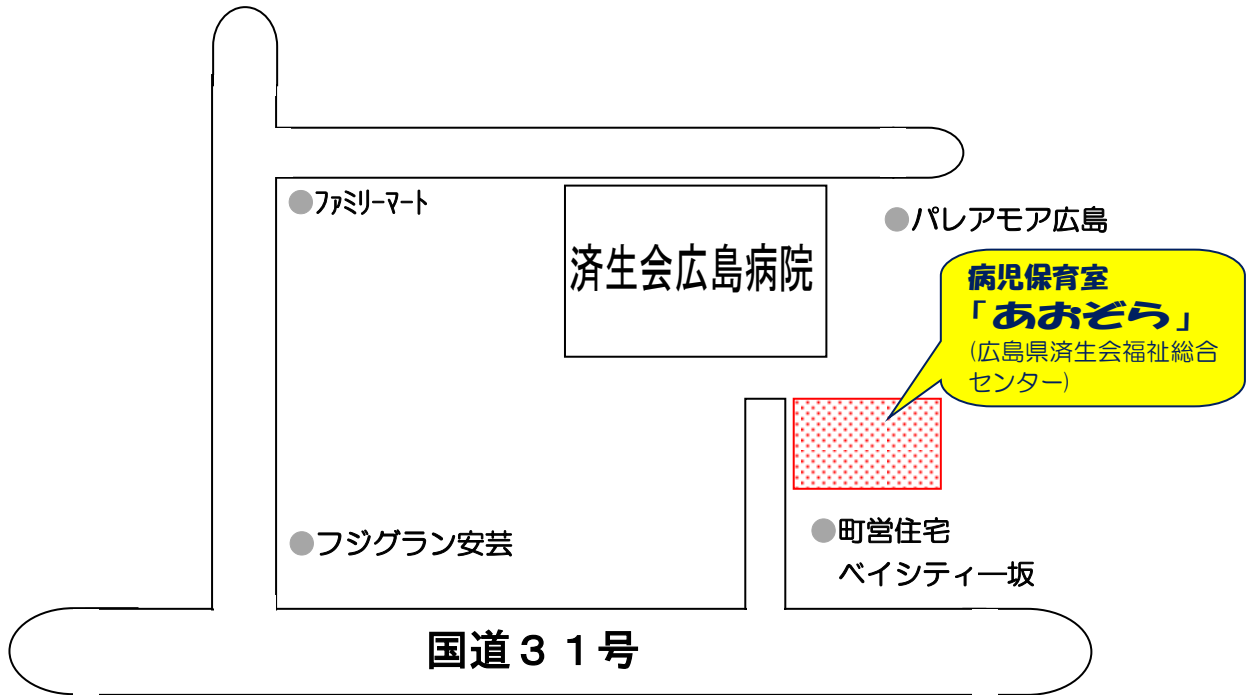 ﾌｧﾐﾘｰﾏｰﾄ
パレアモア広島
済生会広島病院
病児保育室
「あおぞら」
(広島県済生会福祉総合
センター)
フジグラン安芸
町営住宅
ベイシティ―坂
国道３１号